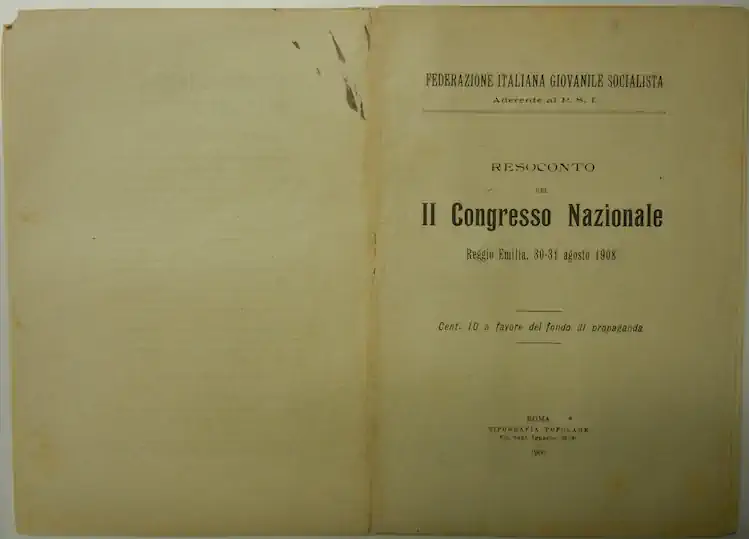 FEDERAZIONE ITALIANA GIOVANILE SOCIALISTA
Aderente al P. S. I.
RESOCONTO
DEL
II Congresso Nazionale
Reggio Emilia, 30-31 agosto 1908
Cent. 10 a favore del fondo di propaganda
ROMA
TIPOGRAFIA POPOLARE